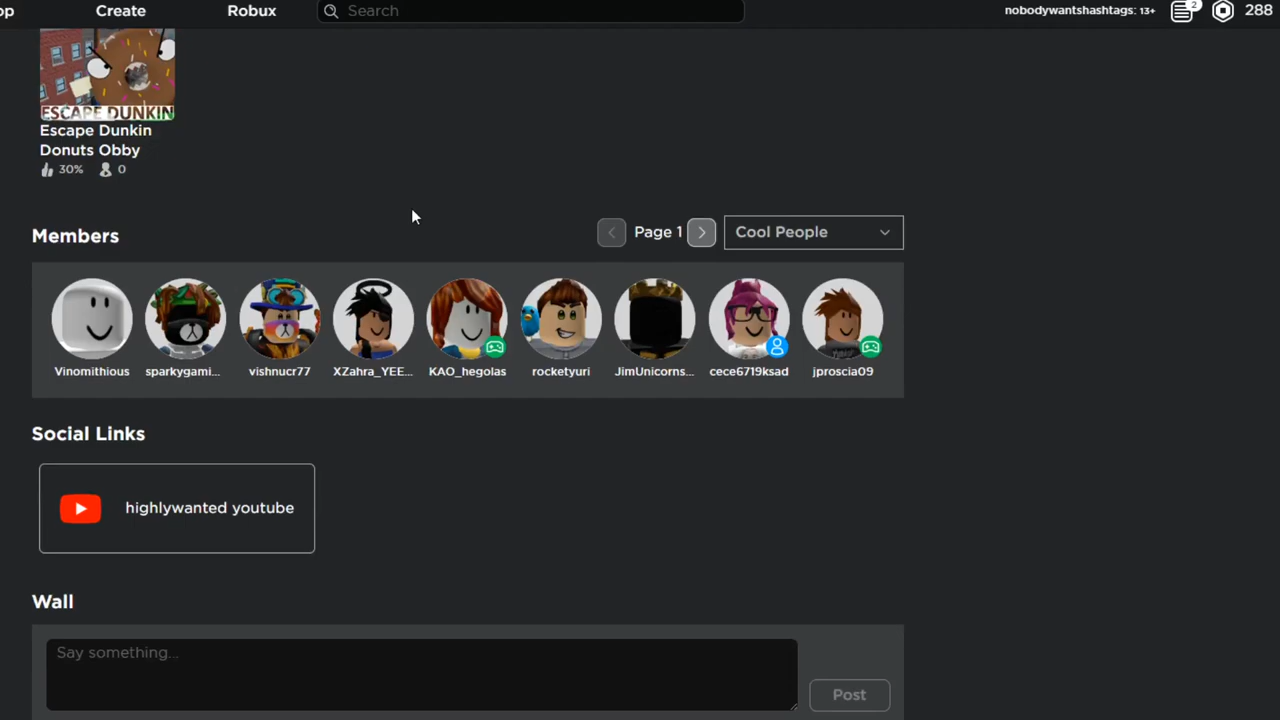 op Create Robux Search nobodywantshashtags: 13+ 2 288
ESCAPE DUNKIN
Escape Dunkin
Donuts Obby
30% 0
Members Page 1 Cool People
Vinomithious sparkygami... vishnucr77 XZahra_YEE... KAO_hegolas rocketyuri JimUnicorns... cece6719ksad jproscia09
Social Links
highlywanted youtube
Wall
Say something...
Post